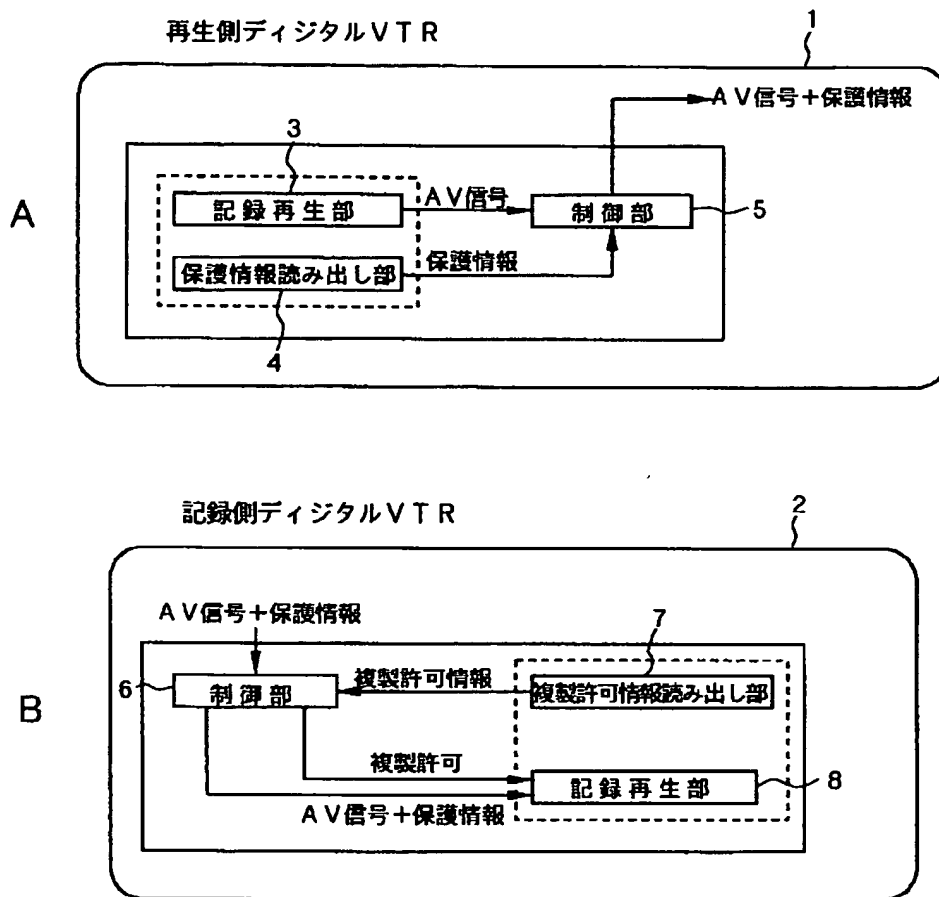 再生側ディジタルVTR
1
AV信号+保護情報
3
A
記録再生部
AV信号
制御部
5
保護情報読み出し部
保護情報
4
記録側ディジタルVTR
2
AV信号+保護情報
7
B
6
制御部
複製許可情報
複製許可情報読み出し部
複製許可
記録再生部
8
AV信号+保護情報